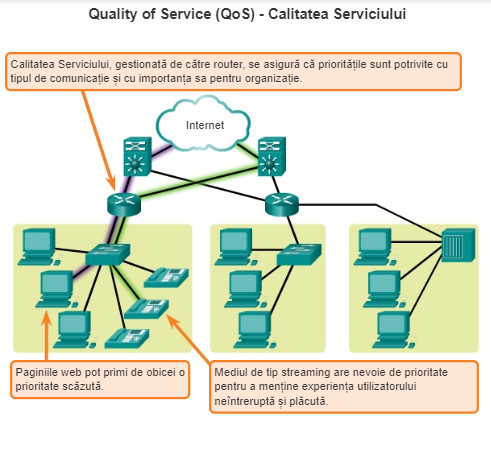 Quality of Service (QoS) - Calitatea Serviciului
Calitatea Serviciului, gestionată de către router, se asigură că prioritățile sunt potrivite cu
tipul de comunicație și cu importanța sa pentru organizație.
Internet
Paginiile web pot primi de obicei o
prioritate scăzută.
Mediul de tip streaming are nevoie de prioritate
pentru a menține experiența utilizatorului
neîntreruptă și plăcută.